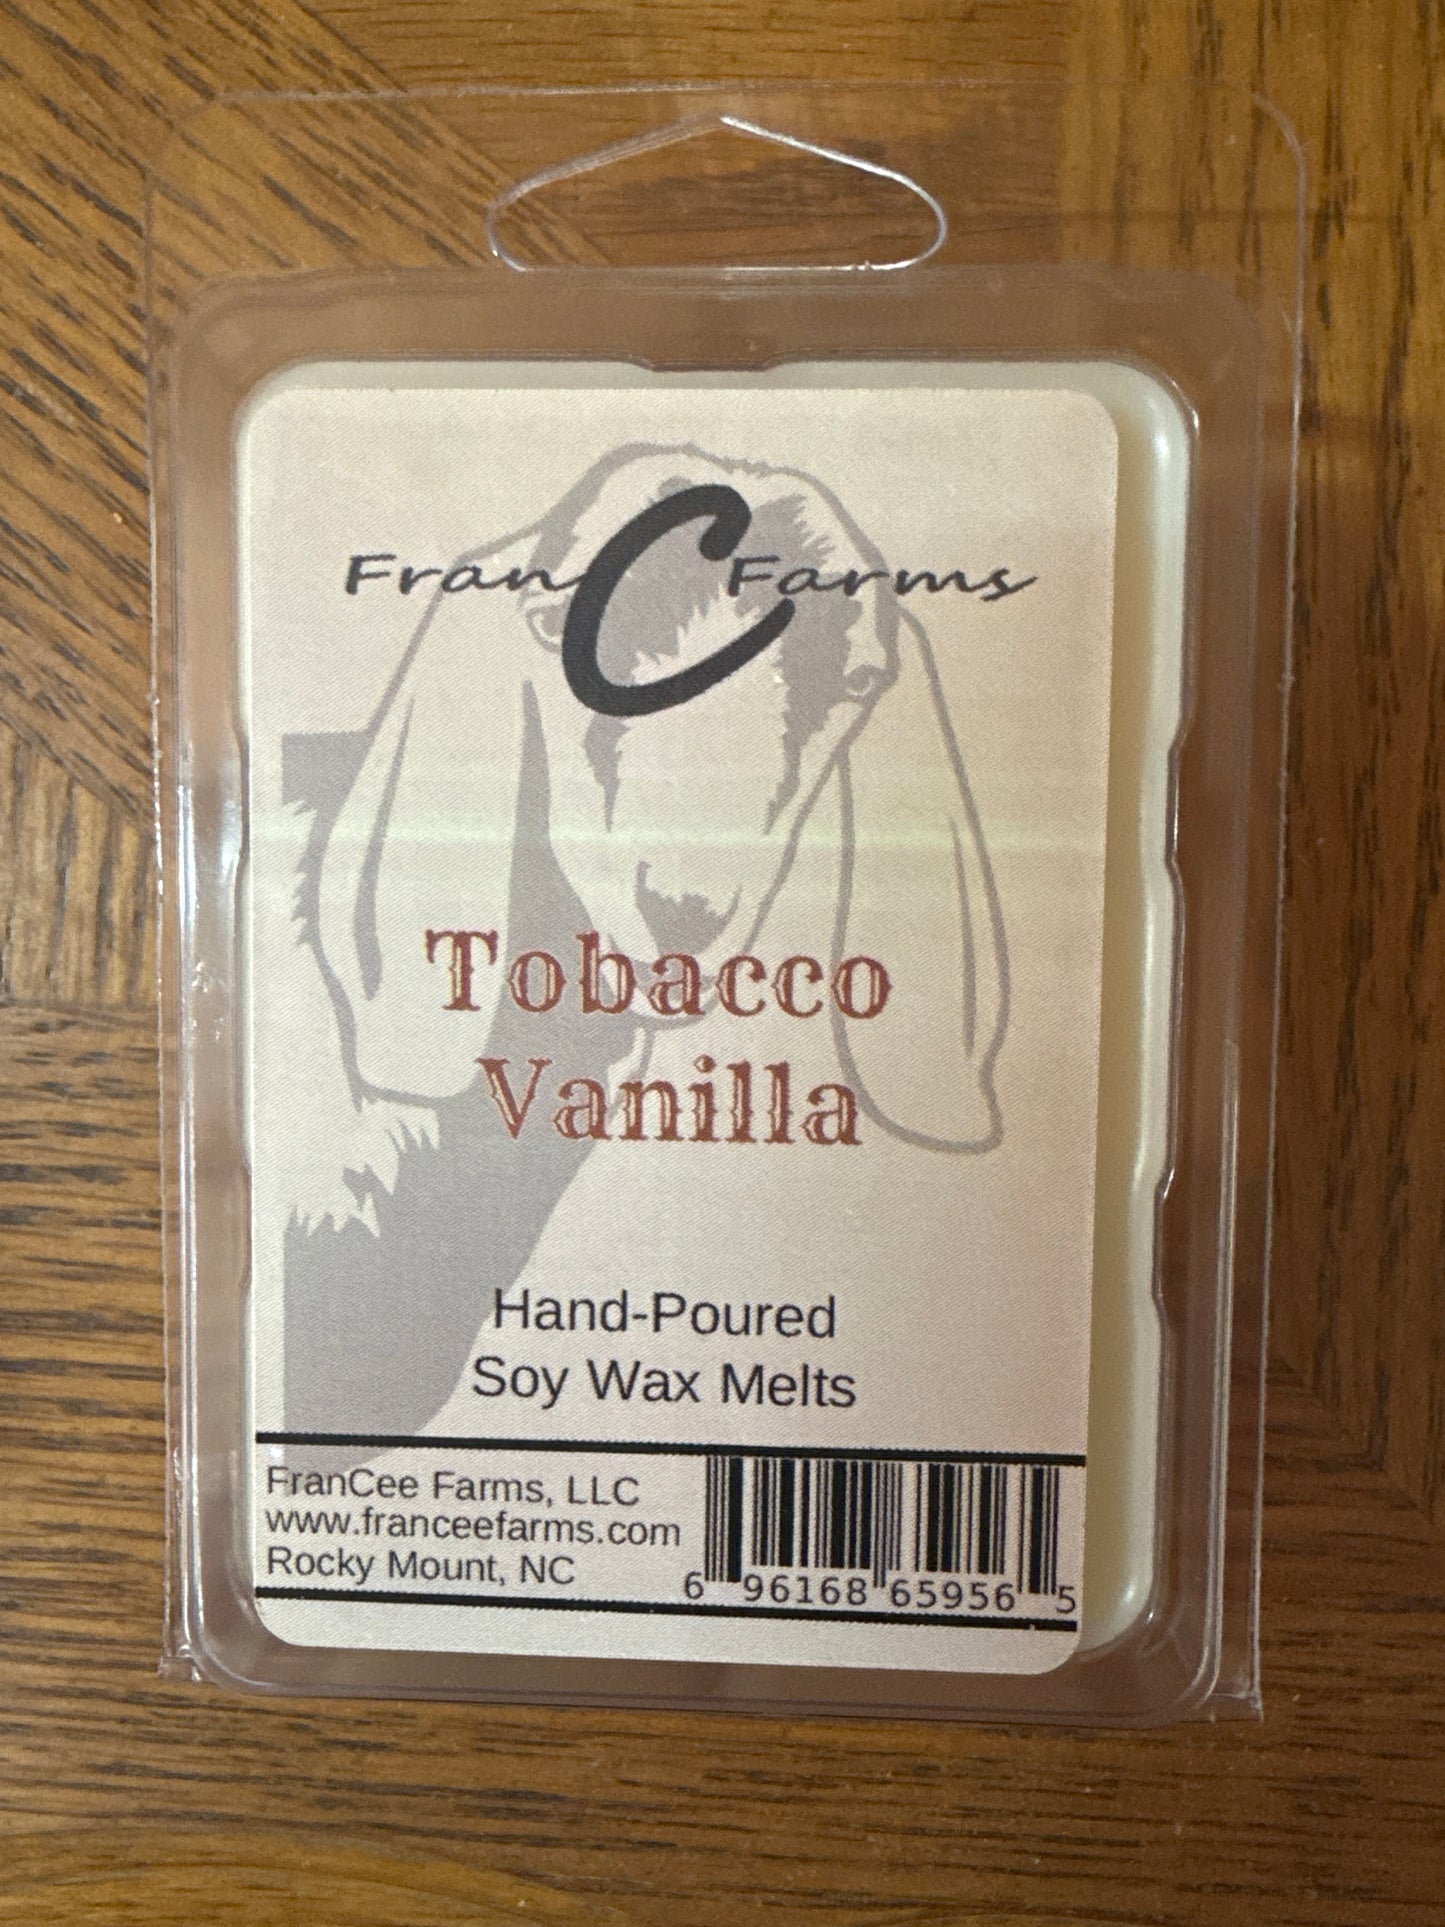 Fran C Farms
Tobacco
Vanilla
Hand-Poured
Soy Wax Melts
FranCee Farms, LLC
www.franceefarms.com
Rocky Mount, NC
6 96168 65956 5